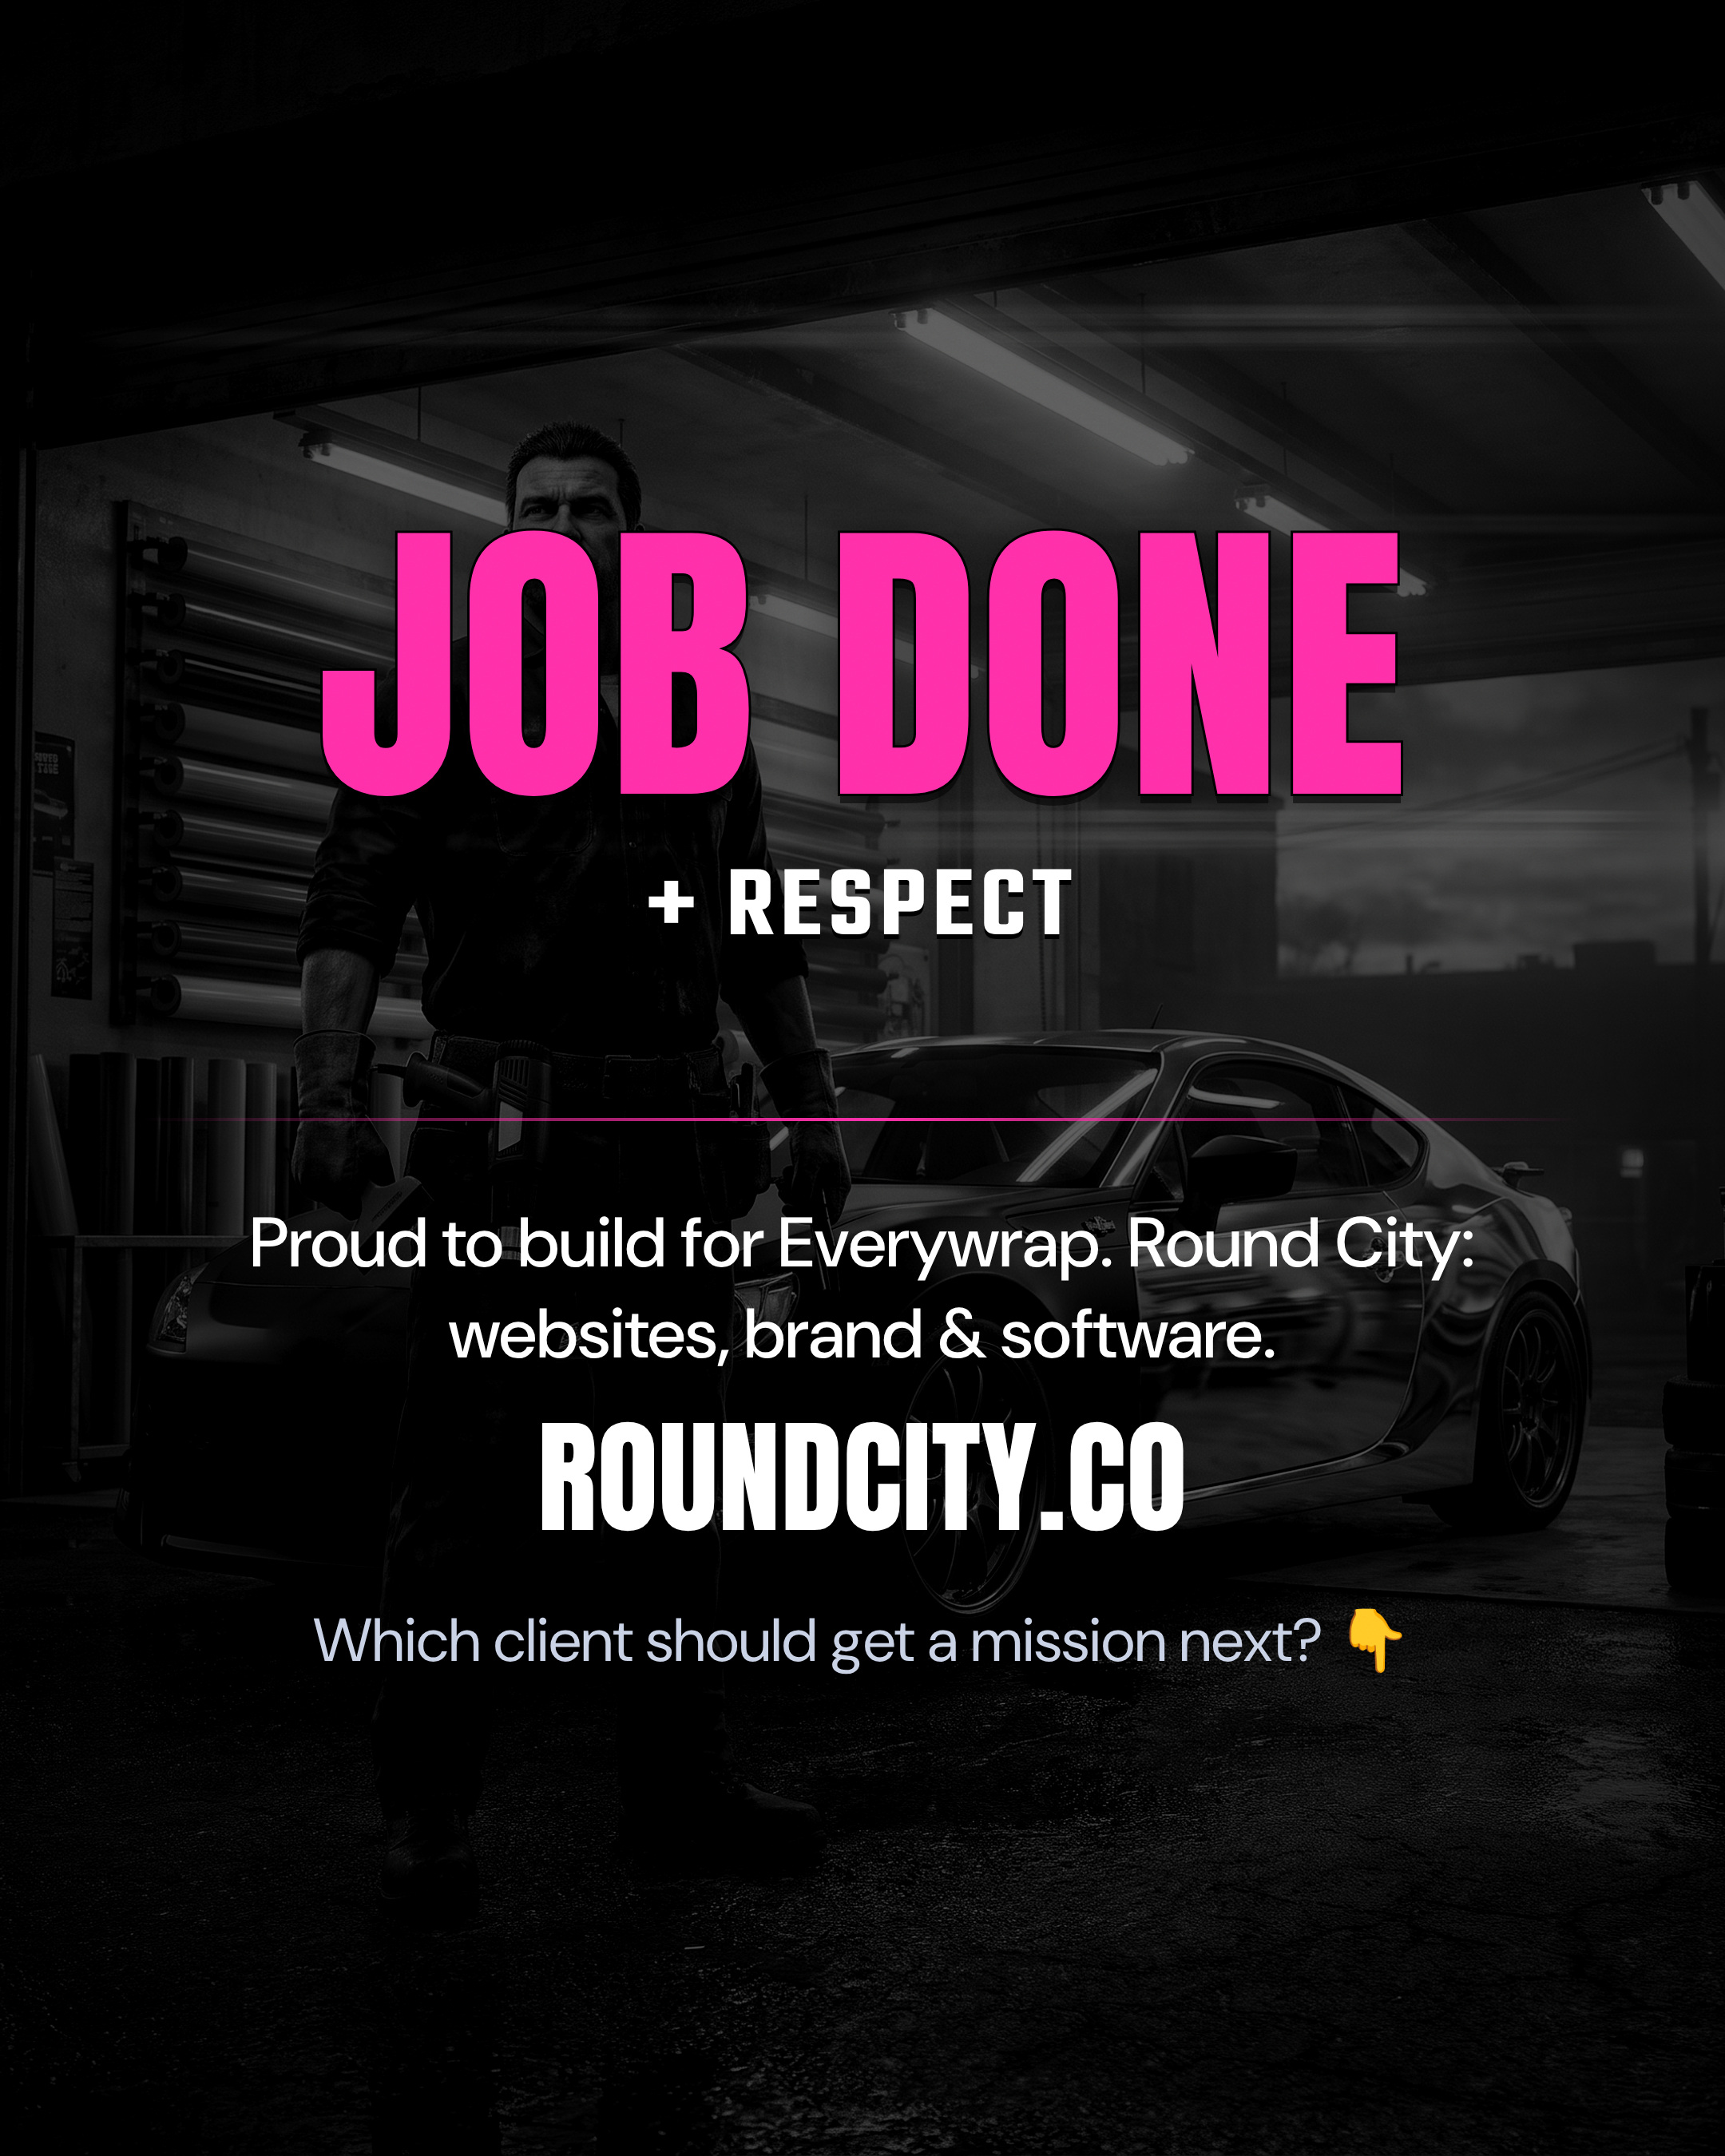 JOB DONE
+ RESPECT
Proud to build for Everywrap. Round City:
websites, brand & software.
ROUNDCITY.CO
Which client should get a mission next? 👇